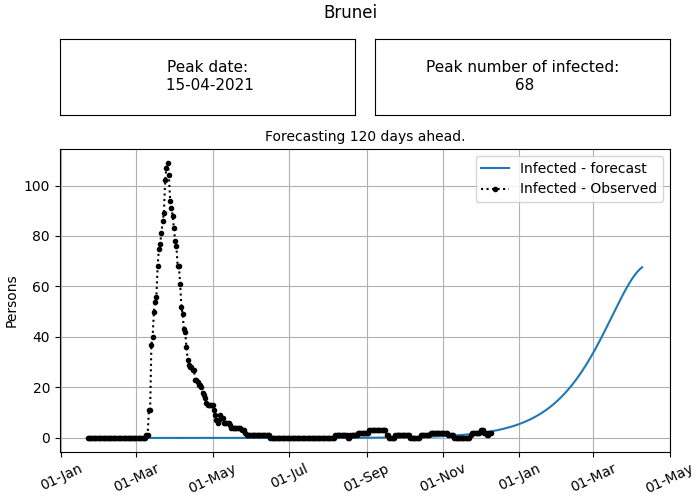 Brunei
Peak date:
15-04-2021
Peak number of infected:
68
Forecasting 120 days ahead.
Infected - forecast
Infected - Observed
Persons
100
80
60
40
20
0
01-Jan
01-Mar
01-May
01-Jul
01-Sep
01-Nov
01-Jan
01-Mar
01-May